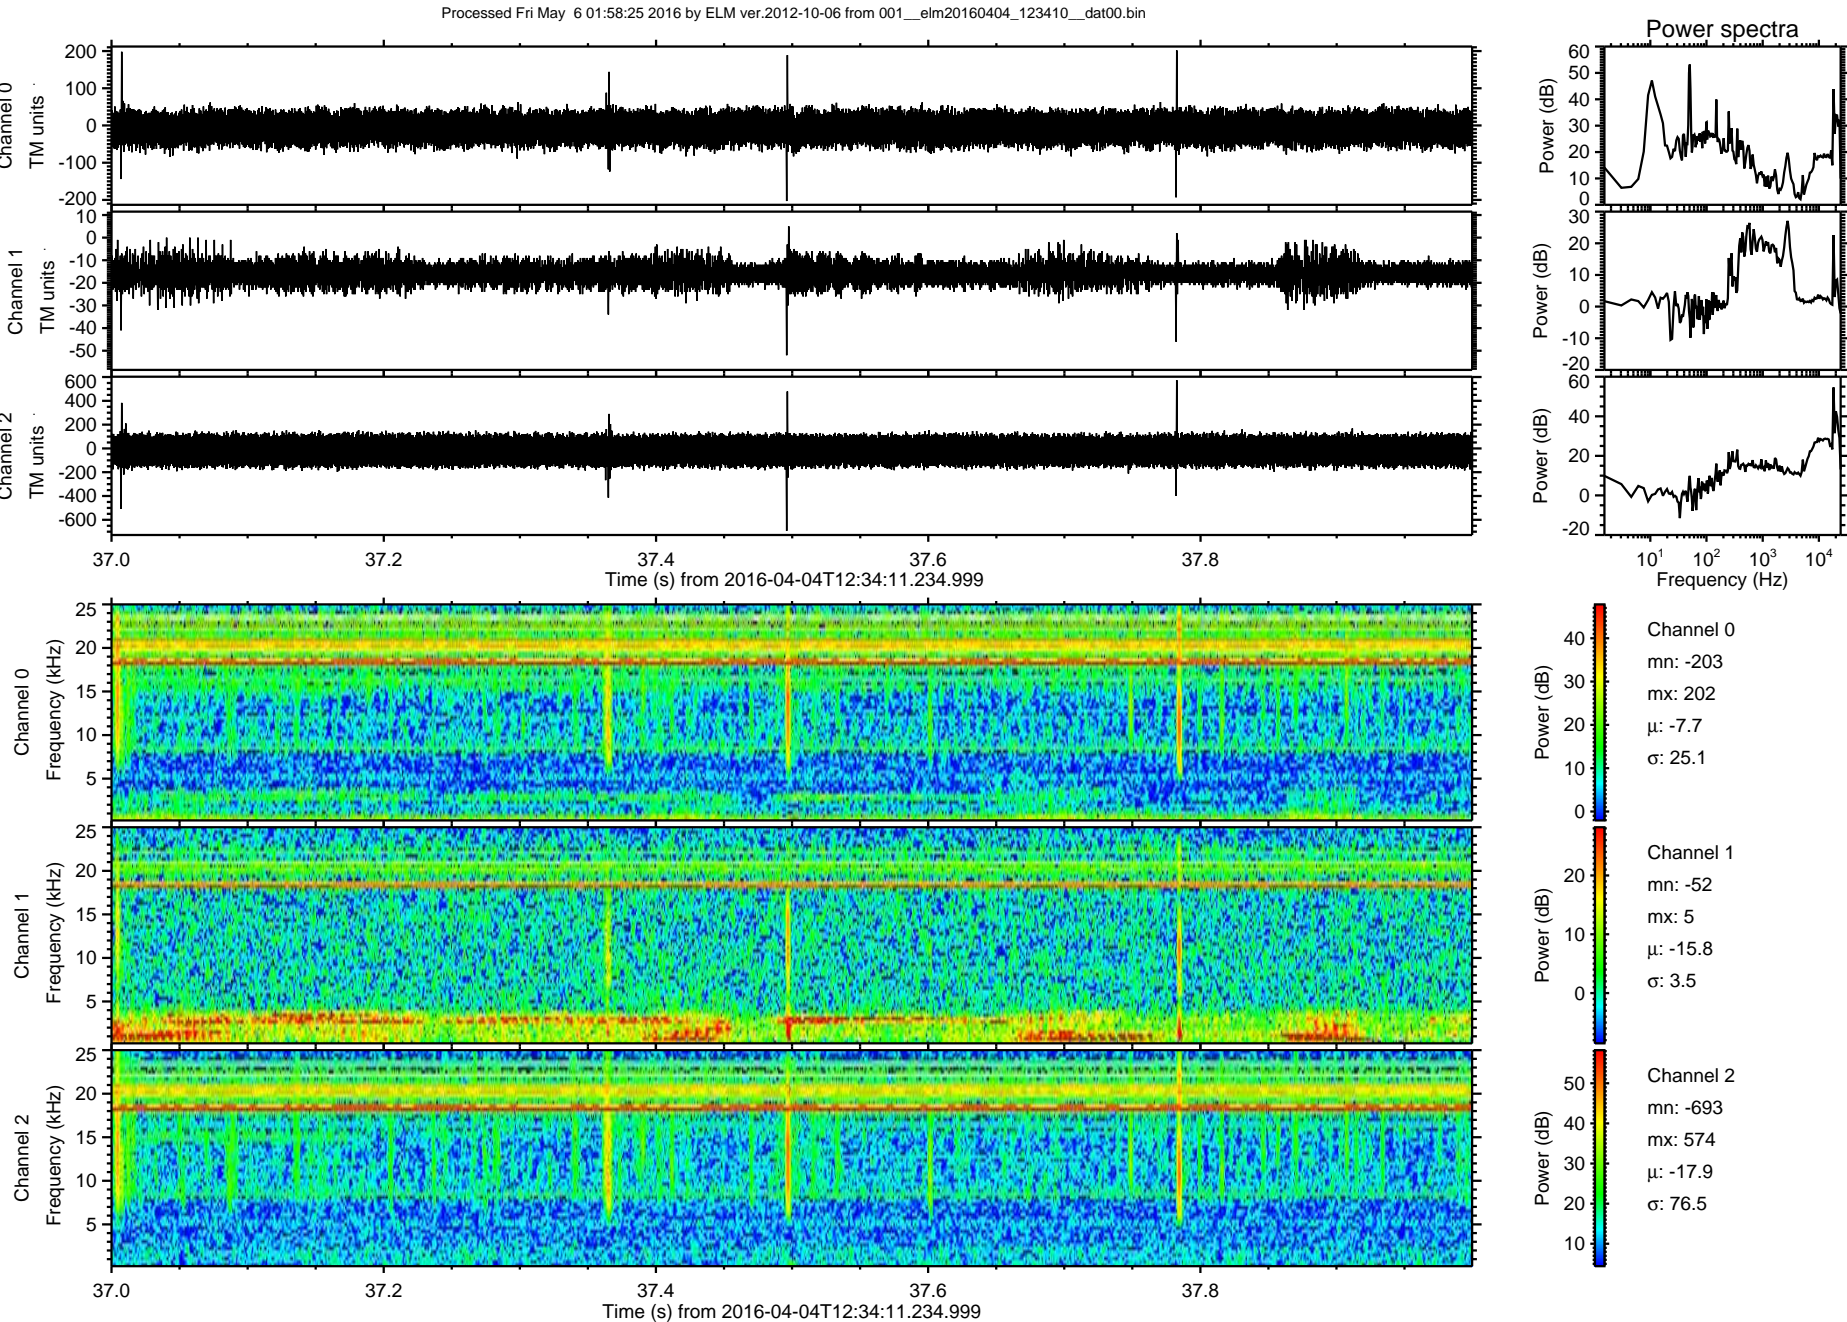 Processed Fri May  6 01:58:25 2016 by ELM ver.2012-10-06 from 001__elm20160404_123410__dat00.bin
Power spectra
Channel 0
TM units
200
100
0
-100
-200
Power (dB)
60
50
40
30
20
10
0
Channel 1
TM units
10
0
-10
-20
-30
-40
-50
Power (dB)
30
20
10
0
-10
-20
Channel 2
TM units
600
400
200
0
-200
-400
-600
Power (dB)
60
40
20
0
-20
37.0 37.2 37.4 37.6 37.8
Time (s) from 2016-04-04T12:34:11.234.999
10^1 10^2 10^3 10^4
Frequency (Hz)
Channel 0
Frequency (kHz)
25
20
15
10
5
Power (dB)
40
30
20
10
0
Channel 0
mn: -203
mx: 202
μ: -7.7
σ: 25.1
Channel 1
Frequency (kHz)
25
20
15
10
5
Power (dB)
20
10
0
Channel 1
mn: -52
mx: 5
μ: -15.8
σ: 3.5
Channel 2
Frequency (kHz)
25
20
15
10
5
Power (dB)
50
40
30
20
10
Channel 2
mn: -693
mx: 574
μ: -17.9
σ: 76.5
37.0 37.2 37.4 37.6 37.8
Time (s) from 2016-04-04T12:34:11.234.999